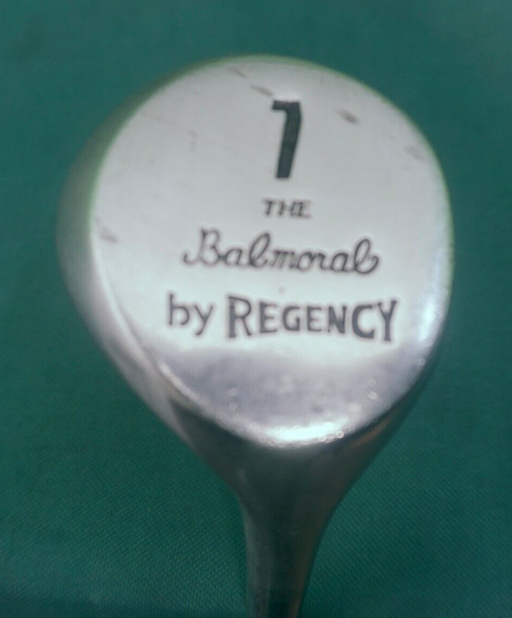 1
THE
Balmoral
by REGENCY